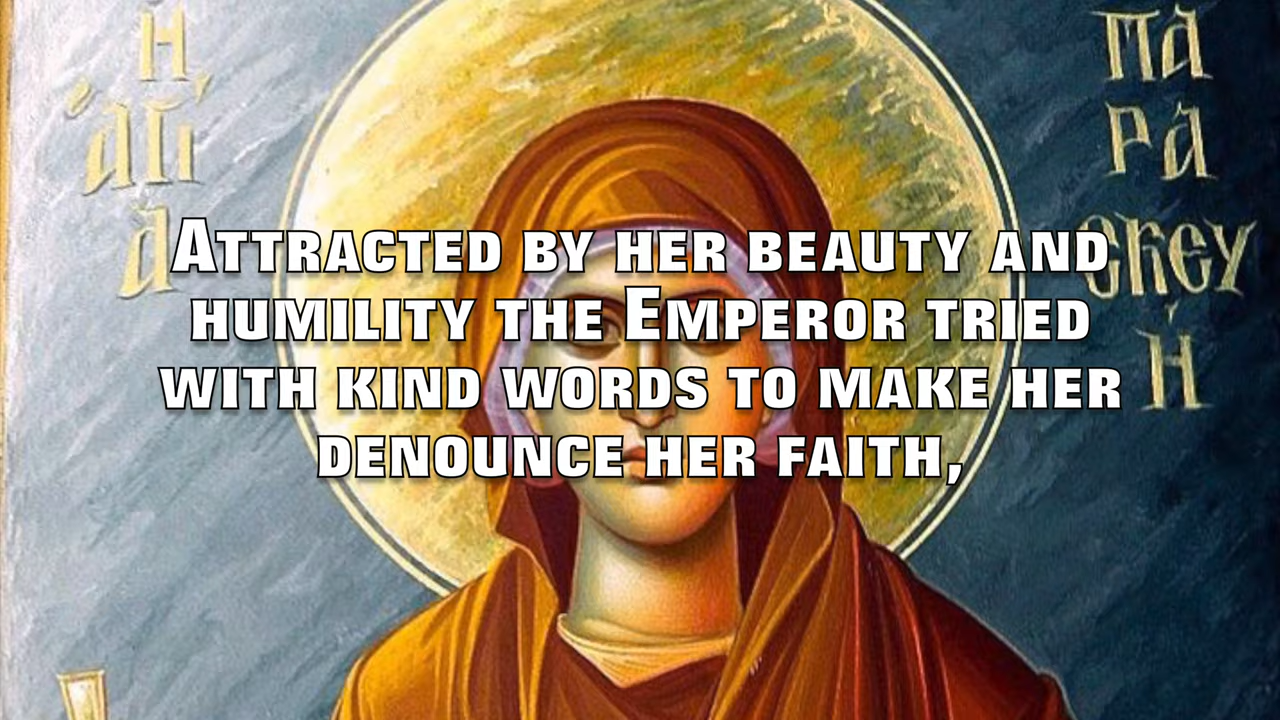 Η
ἁγί
α
ΠΑ
ΡΑ
σκευ
ή
Attracted by her beauty and
humility the Emperor tried
with kind words to make her
denounce her faith,